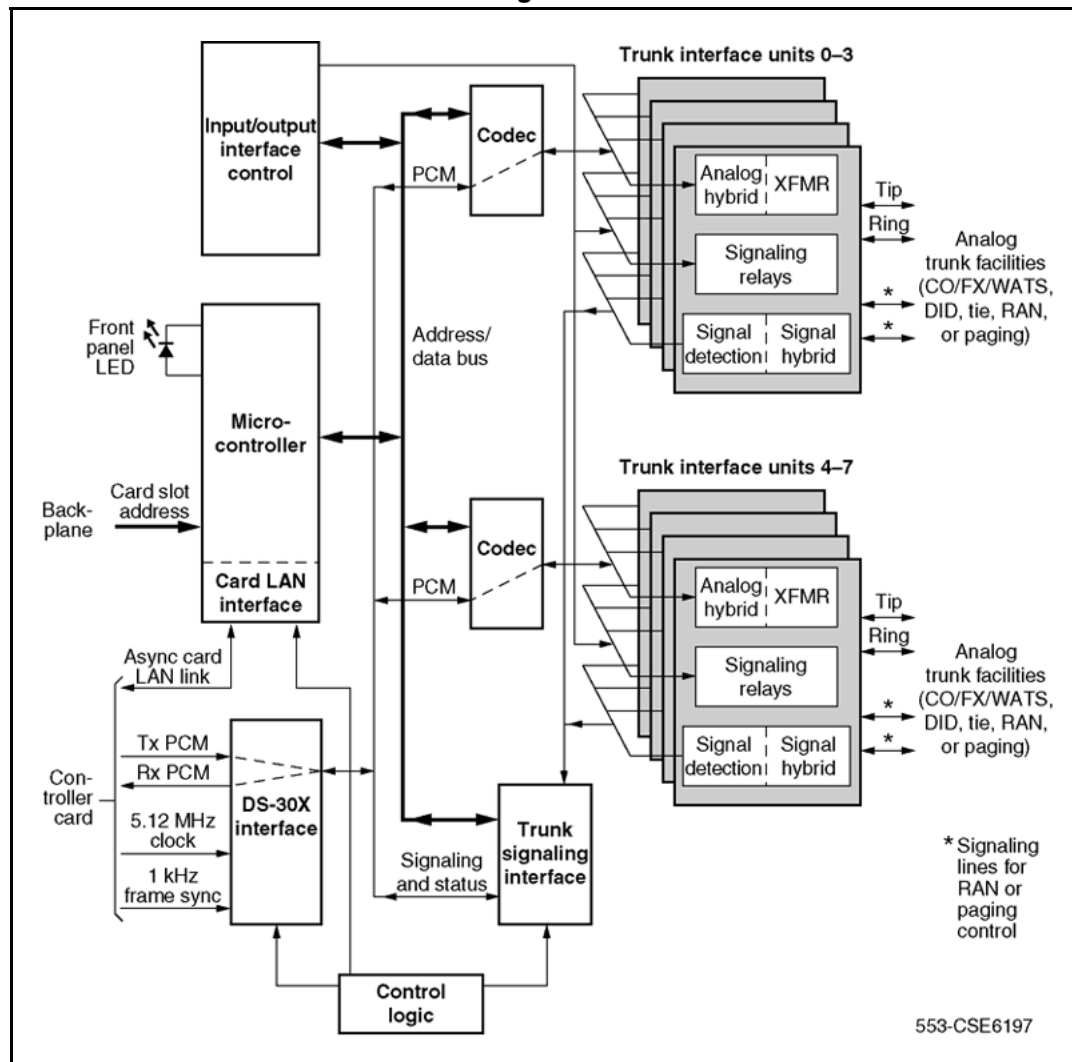 Trunk interface units 0–3
Input/output
interface
control
Codec
PCM
Analog
hybrid
XFMR
Signaling
relays
Signal
detection
Signal
hybrid
Tip
Ring
*
*
Analog
trunk facilities
(CO/FX/WATS,
DID, tie, RAN,
or paging)
Front
panel
LED
Address/
data bus
Micro-
controller
Card slot
address
Back-
plane
Card LAN
interface
Trunk interface units 4–7
Codec
PCM
Analog
hybrid
XFMR
Signaling
relays
Signal
detection
Signal
hybrid
Tip
Ring
*
*
Analog
trunk facilities
(CO/FX/WATS,
DID, tie, RAN,
or paging)
Async card
LAN link
Tx PCM
Rx PCM
Con-
troller
card
5.12 MHz
clock
1 kHz
frame sync
DS-30X
interface
Signaling
and status
Trunk
signaling
interface
* Signaling
lines for
RAN or
paging
control
Control
logic
553-CSE6197